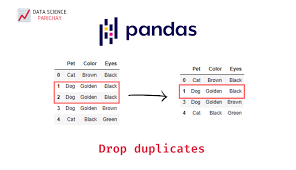 DATA SCIENCE
PARICHAY
pandas
Pet Color Eyes
0 Cat Brown Black
1 Dog Golden Black
2 Dog Golden Black
3 Dog Golden Brown
4 Cat Black Green
Pet Color Eyes
0 Cat Brown Black
1 Dog Golden Black
3 Dog Golden Brown
4 Cat Black Green
Drop duplicates